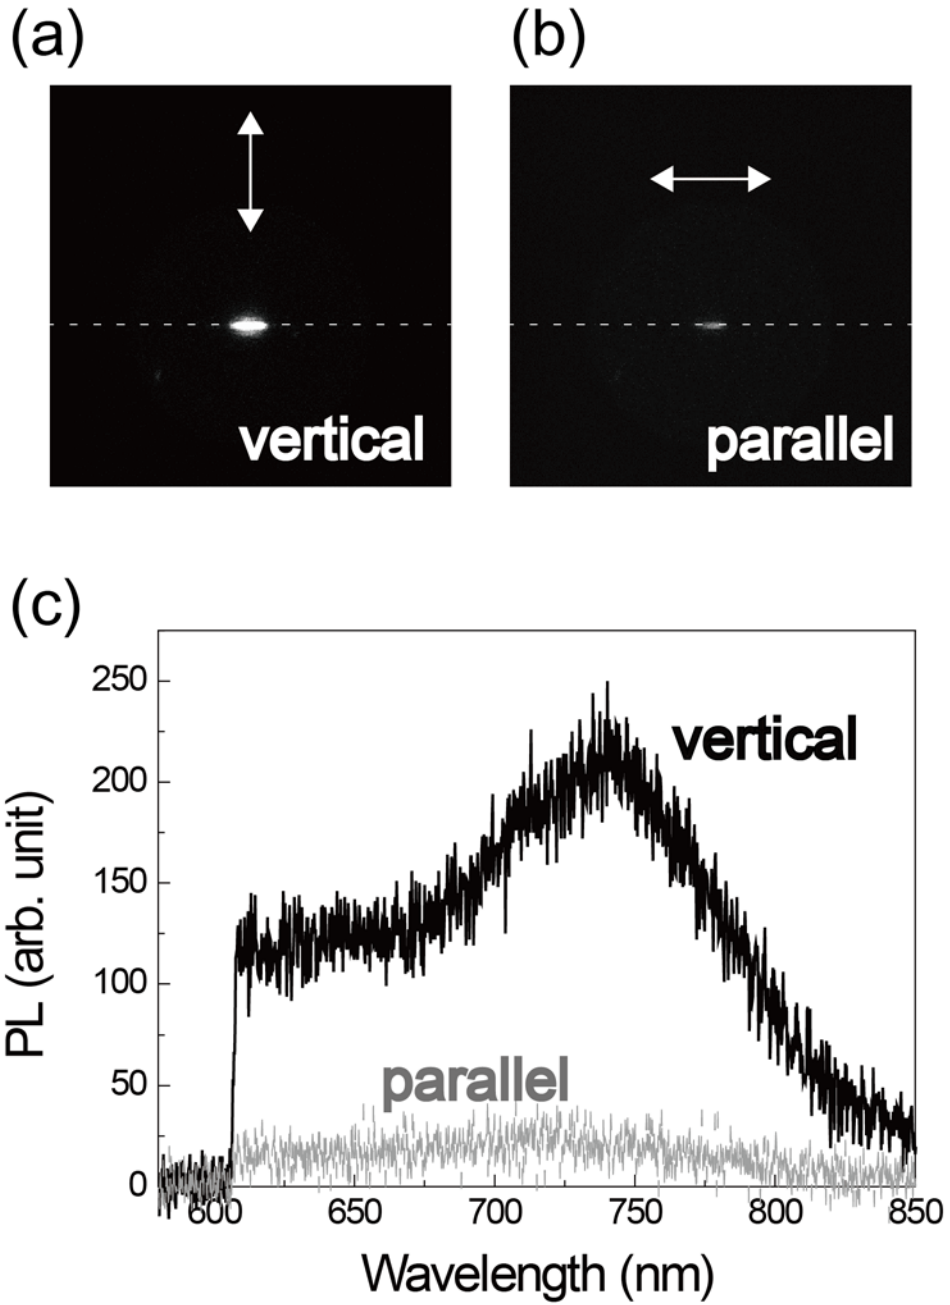 (a)
(b)
vertical
parallel
(c)
250
200
150
100
50
0
vertical
parallel
600
650
700
750
800
850
PL (arb. unit)
Wavelength (nm)